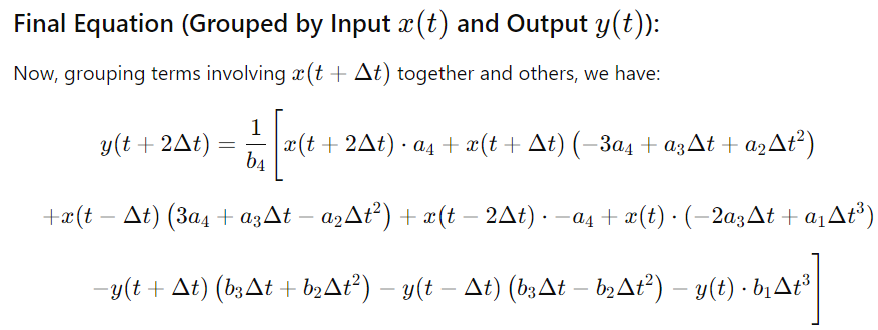 Final Equation (Grouped by Input x(t) and Output y(t)):
Now, grouping terms involving x(t + Δt) together and others, we have:
y(t + 2Δt) = 1/b₄ [x(t + 2Δt) · a₄ + x(t + Δt) (−3a₄ + a₃Δt + a₂Δt²)
+x(t − Δt) (3a₄ + a₃Δt − a₂Δt²) + x(t − 2Δt) · −a₄ + x(t) · (−2a₃Δt + a₁Δt³)
−y(t + Δt) (b₃Δt + b₂Δt²) − y(t − Δt) (b₃Δt − b₂Δt²) − y(t) · b₁Δt³]